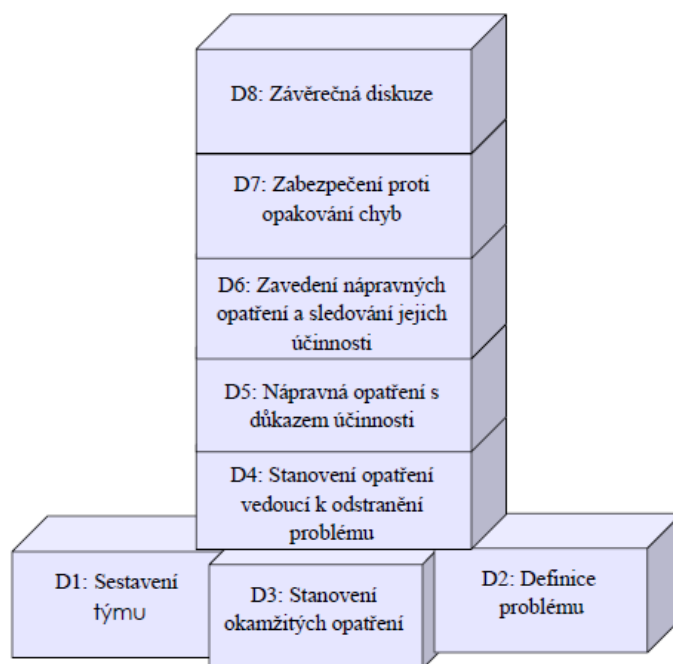 D8: Závěrečná diskuze
D7: Zabezpečení proti
opakování chyb
D6: Zavedení nápravných
opatření a sledování jejich
účinnosti
D5: Nápravná opatření s
důkazem účinnosti
D4: Stanovení opatření
vedoucí k odstranění
problému
D1: Sestavení
týmu
D3: Stanovení
okamžitých opatření
D2: Definice
problému